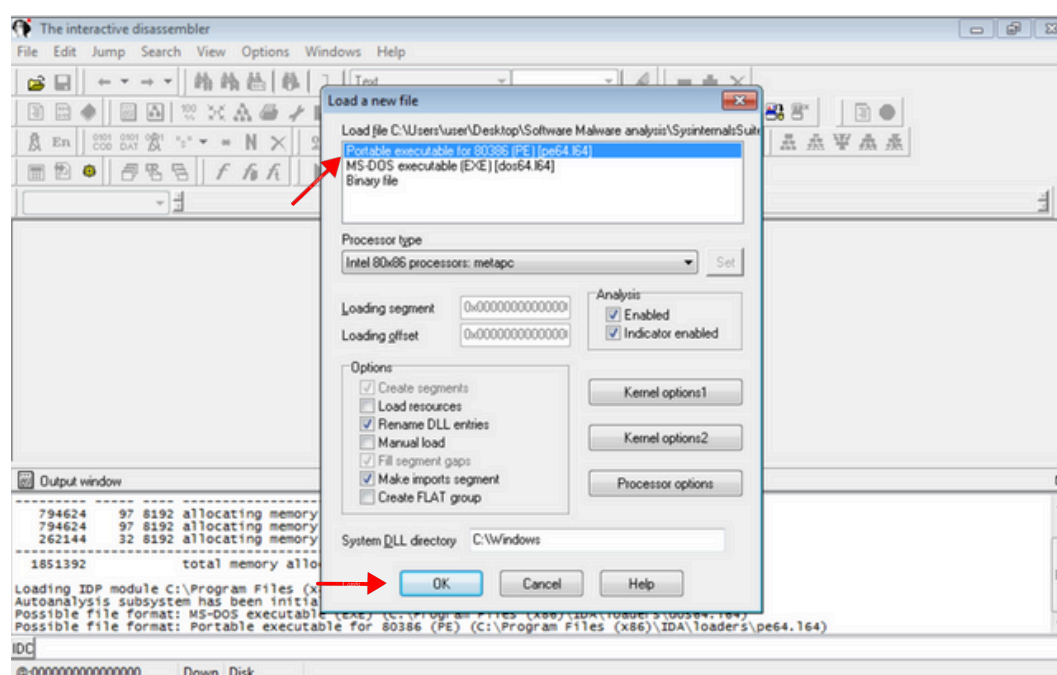 The interactive disassembler
File Edit Jump Search View Options Windows Help
Text
Load a new file
Load file C:\Users\user\Desktop\Software Malware analysis\SysinternalsSuite
Portable executable for 80386 (PE) [pe64.l64]
MS-DOS executable (EXE) [dos64.l64]
Binary file
En
Processor type
Intel 80x86 processors: metapc
Set
Loading segment 0x000000000000
Loading offset 0x000000000000
Analysis
Enabled
Indicator enabled
Options
Create segments
Load resources
Rename DLL entries
Manual load
Fill segment gaps
Make imports segment
Create FLAT group
Kernel options1
Kernel options2
Processor options
System DLL directory C:\Windows
OK Cancel Help
Output window
794624 97 8192 allocating memory
794624 97 8192 allocating memory
262144 32 8192 allocating memory
1851392 total memory allo
Loading IDP module C:\Program Files (x
Autoanalysis subsystem has been initia
Possible file format: MS-DOS executable (EXE) (C:\Program Files (x86)\IDA\loaders\dos64.l64)
Possible file format: Portable executable for 80386 (PE) (C:\Program Files (x86)\IDA\loaders\pe64.l64)
IDC
@:0000000000000000 Down Disk